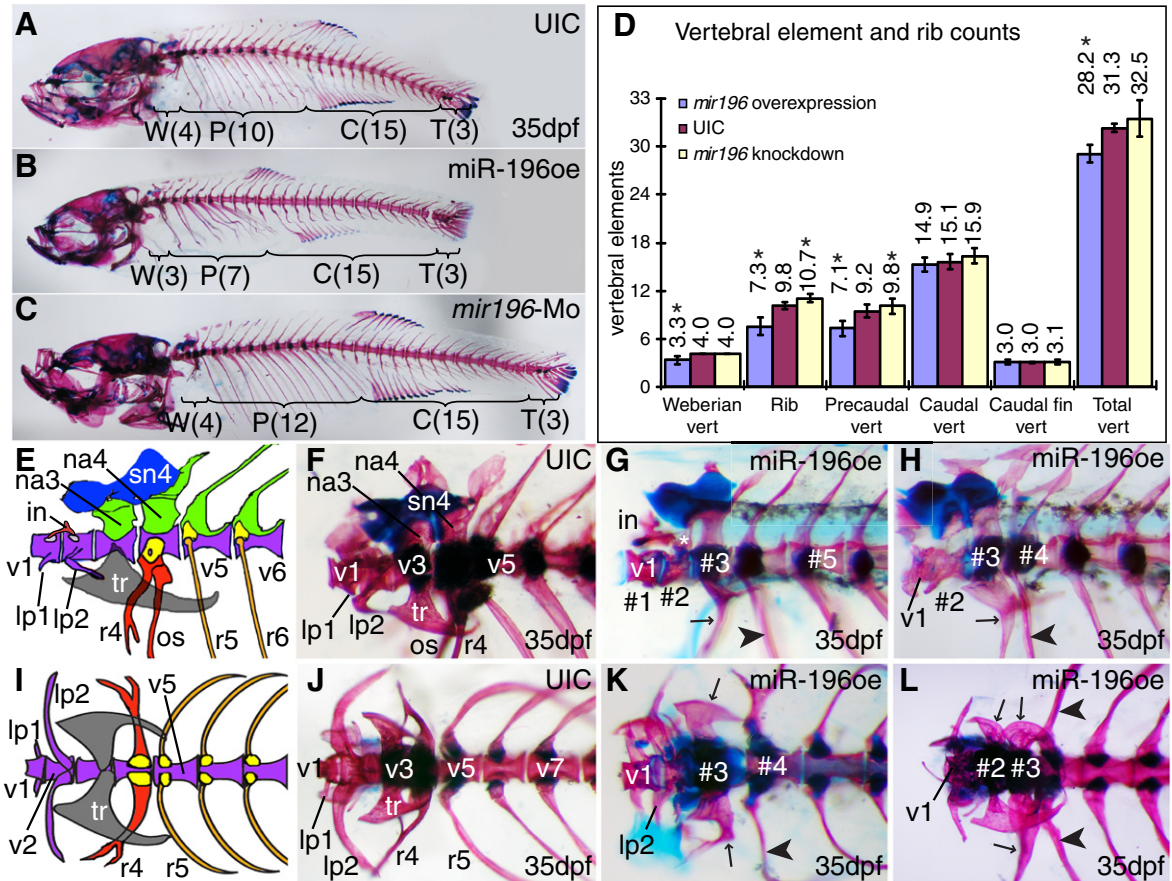 A
UIC
W(4) P(10) C(15) T(3)
35dpf
B
miR-196oe
W(3) P(7) C(15) T(3)
C
mir196-Mo
W(4) P(12) C(15) T(3)
D Vertebral element and rib counts
mir196 overexpression
UIC
mir196 knockdown
vertebral elements
33
30
24
18
12
6
0
3.3* 4.0 4.0
7.3* 9.8 10.7*
7.1* 9.2 9.8*
14.9 15.1 15.9
3.0 3.0 3.1
28.2* 31.3 32.5
Weberian vert
Rib
Precaudal vert
Caudal vert
Caudal fin vert
Total vert
E
na4
na3
sn4
in
v1
lp1 lp2
tr
r4
os
v5
r5
v6
r6
F
UIC
na4
na3
sn4
v1
v3
v5
lp1
lp2
tr
os
r4
35dpf
G
miR-196oe
in
*
v1
#3
#5
#1 #2
35dpf
H
miR-196oe
#3 #4
v1
#2
35dpf
I
lp2
v5
lp1
v1
v2
tr
r4
r5
J
UIC
v1
v3
v5
v7
lp1
lp2
tr
r4
r5
35dpf
K
miR-196oe
v1
#3
#4
lp2
35dpf
L
miR-196oe
#2 #3
v1
35dpf